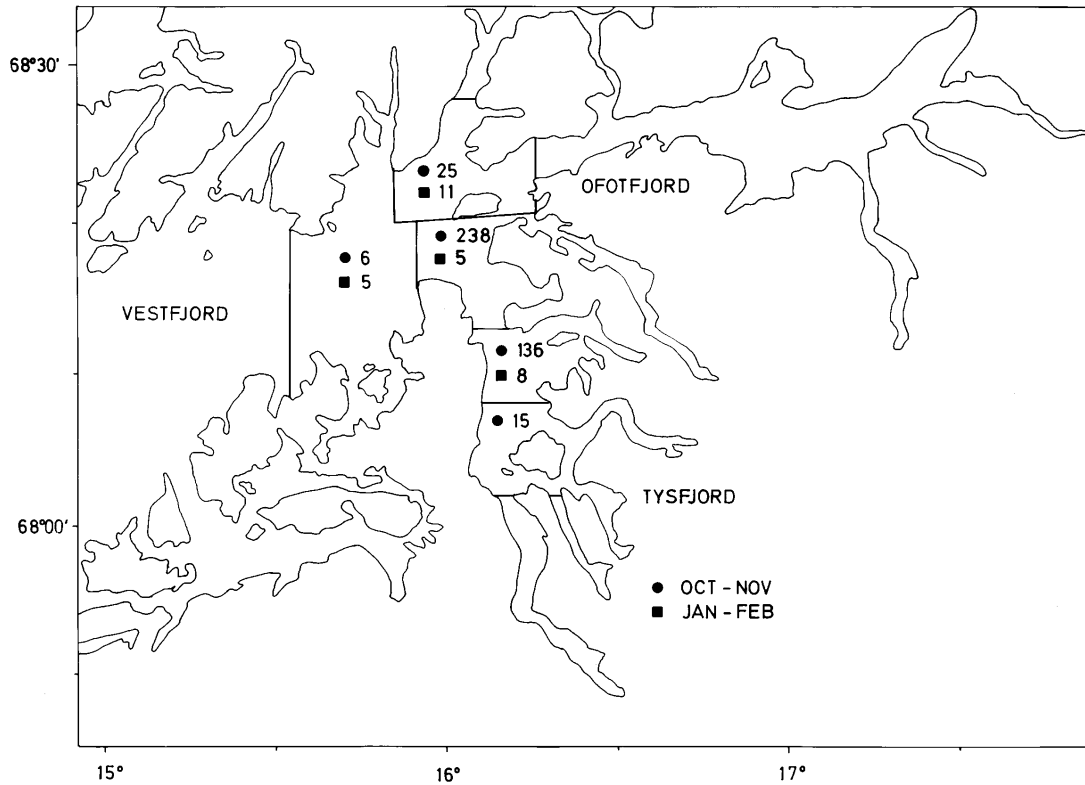 68°30'
25
OFOTFJORD
11
238
6
5
5
VESTFJORD
136
8
15
TYSFJORD
68°00'
● OCT - NOV
■ JAN - FEB
15°
16°
17°